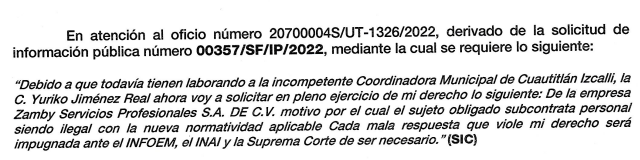 En atención al oficio número 20700004S/UT-1326/2022, derivado de la solicitud de
información pública número 00357/SF/IP/2022, mediante la cual se requiere lo siguiente:
"Debido a que todavía tienen laborando a la incompetente Coordinadora Municipal de Cuautitlán Izcalli, la
C. Yuriko Jiménez Real ahora voy a solicitar en pleno ejercicio de mi derecho lo siguiente: De la empresa
Zamby Servicios Profesionales S.A. DE C.V. motivo por el cual el sujeto obligado subcontrata personal
siendo ilegal con la nueva normatividad aplicable Cada mala respuesta que viole mi derecho será
impugnada ante el INFOEM, el INAI y la Suprema Corte de ser necesario." (SIC)